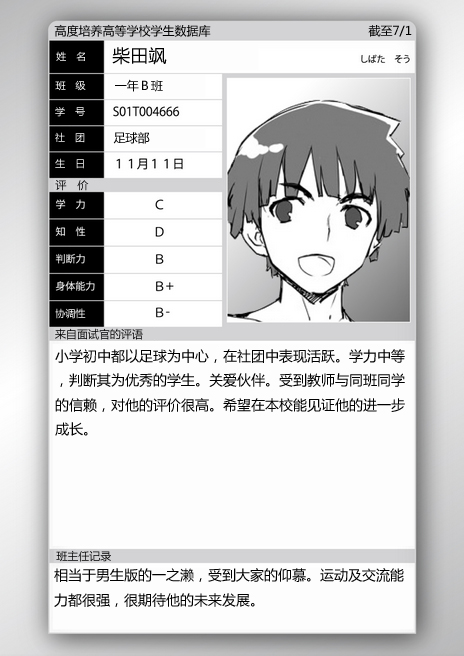 高度培养高等学校学生数据库 截至7/1
姓 名 柴田飒 しばた そう
班 级 一年Ｂ班
学 号 S01T004666
社 团 足球部
生 日 １１月１１日
评 价
学 力 C
知 性 D
判断力 B
身体能力 B+
协调性 B-
来自面试官的评语
小学初中都以足球为中心，在社团中表现活跃。学力中等
，判断其为优秀的学生。关爱伙伴。受到教师与同班同学
的信赖，对他的评价很高。希望在本校能见证他的进一步
成长。
班主任记录
相当于男生版的一之濑，受到大家的仰慕。运动及交流能
力都很强，很期待他的未来发展。